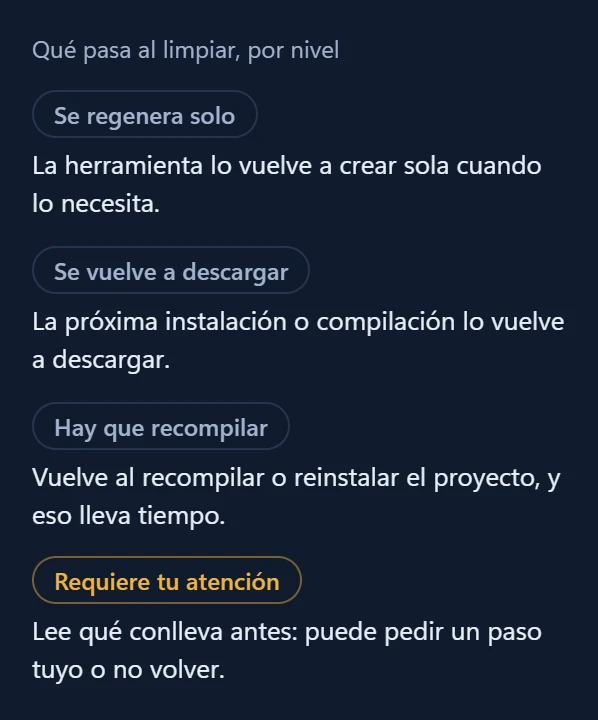 Qué pasa al limpiar, por nivel
Se regenera solo
La herramienta lo vuelve a crear sola cuando
lo necesita.
Se vuelve a descargar
La próxima instalación o compilación lo vuelve
a descargar.
Hay que recompilar
Vuelve al recompilar o reinstalar el proyecto, y
eso lleva tiempo.
Requiere tu atención
Lee qué conlleva antes: puede pedir un paso
tuyo o no volver.